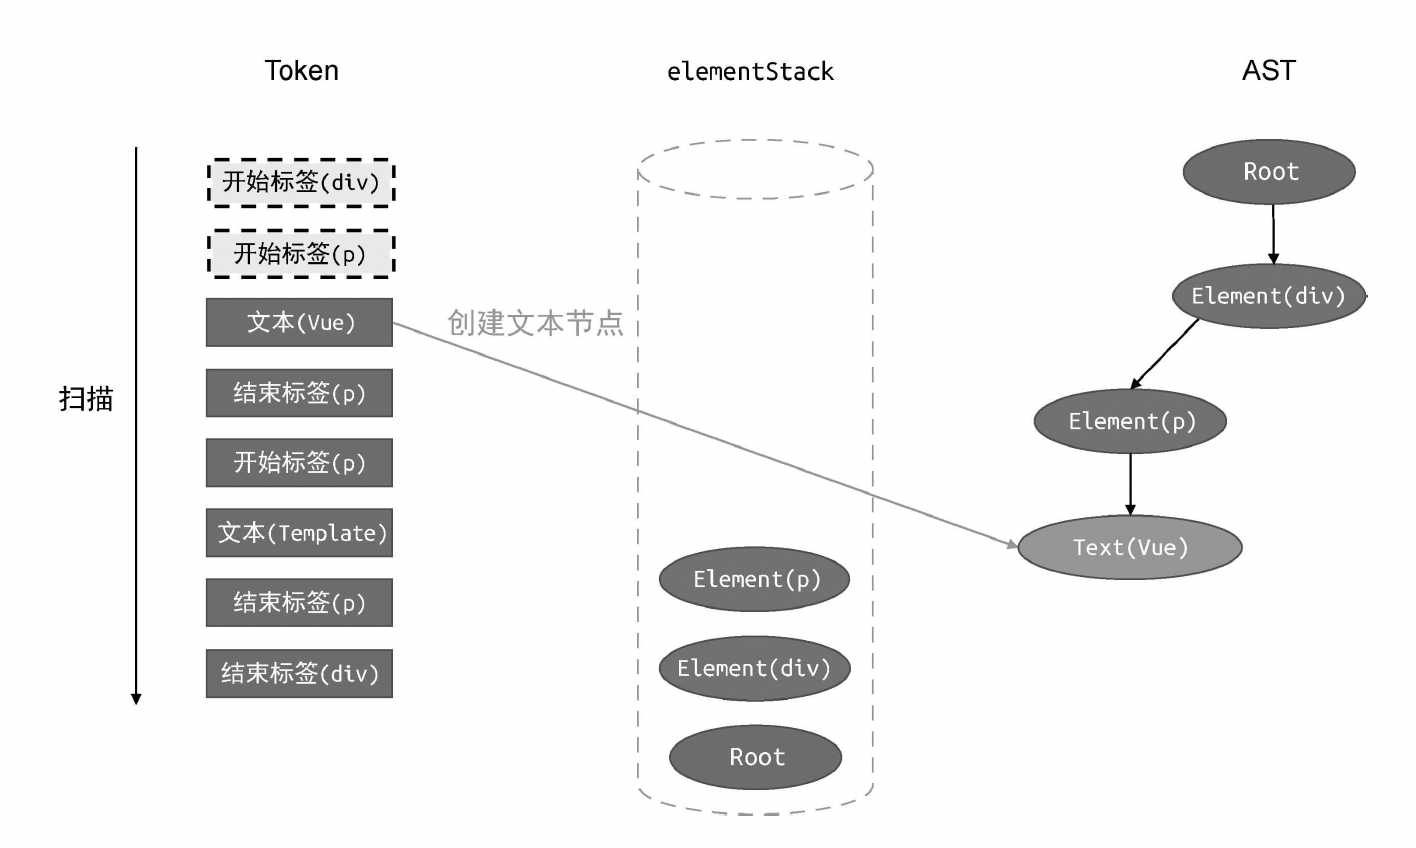 Token
elementStack
AST
扫描
开始标签(div)
开始标签(p)
文本(Vue)
结束标签(p)
开始标签(p)
文本(Template)
结束标签(p)
结束标签(div)
创建文本节点
Element(p)
Element(div)
Root
Root
Element(div)
Element(p)
Text(Vue)